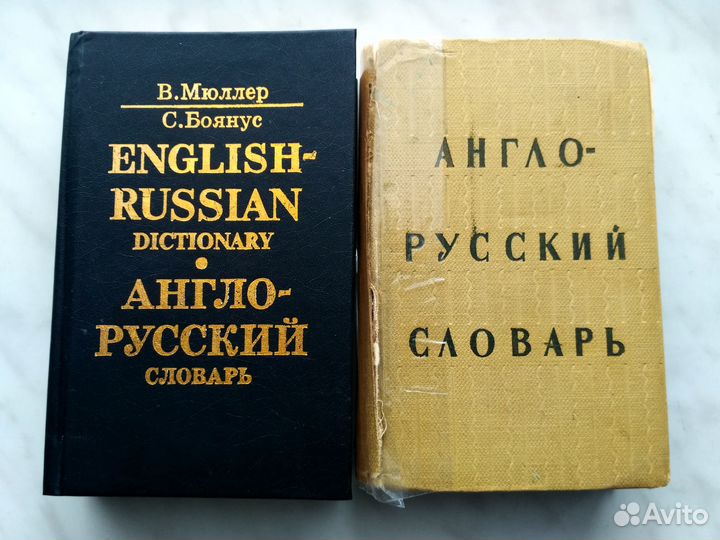 В.Мюллер
С.Боянус
ENGLISH-
RUSSIAN
DICTIONARY
•
АНГЛО-
РУССКИЙ
СЛОВАРЬ
АНГЛО-
РУССКИЙ
СЛОВАРЬ
Avito